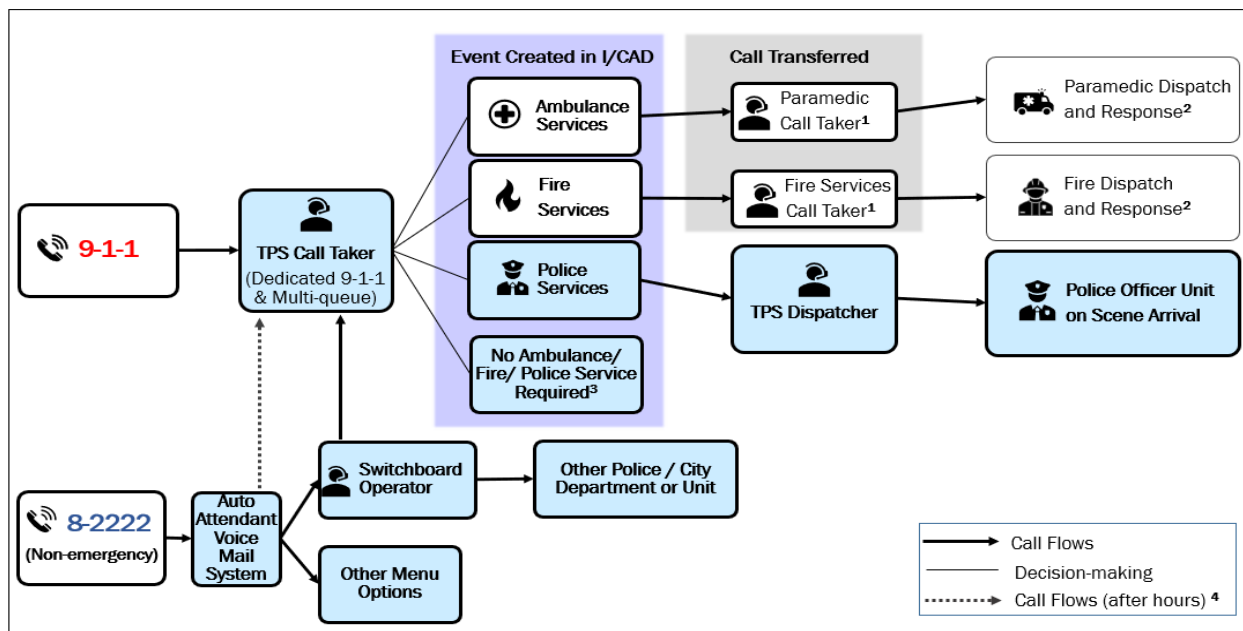 Event Created in I/CAD
Call Transferred
Ambulance
Services
Paramedic
Call Taker¹
Paramedic Dispatch
and Response²
Fire
Services
Fire Services
Call Taker¹
Fire Dispatch
and Response²
9-1-1
TPS Call Taker
(Dedicated 9-1-1
& Multi-queue)
Police
Services
TPS Dispatcher
Police Officer Unit
on Scene Arrival
No Ambulance/
Fire/ Police Service
Required³
Switchboard
Operator
Other Police / City
Department or Unit
8-2222
(Non-emergency)
Auto
Attendant
Voice
Mail
System
Other Menu
Options
Call Flows
Decision-making
Call Flows (after hours) ⁴